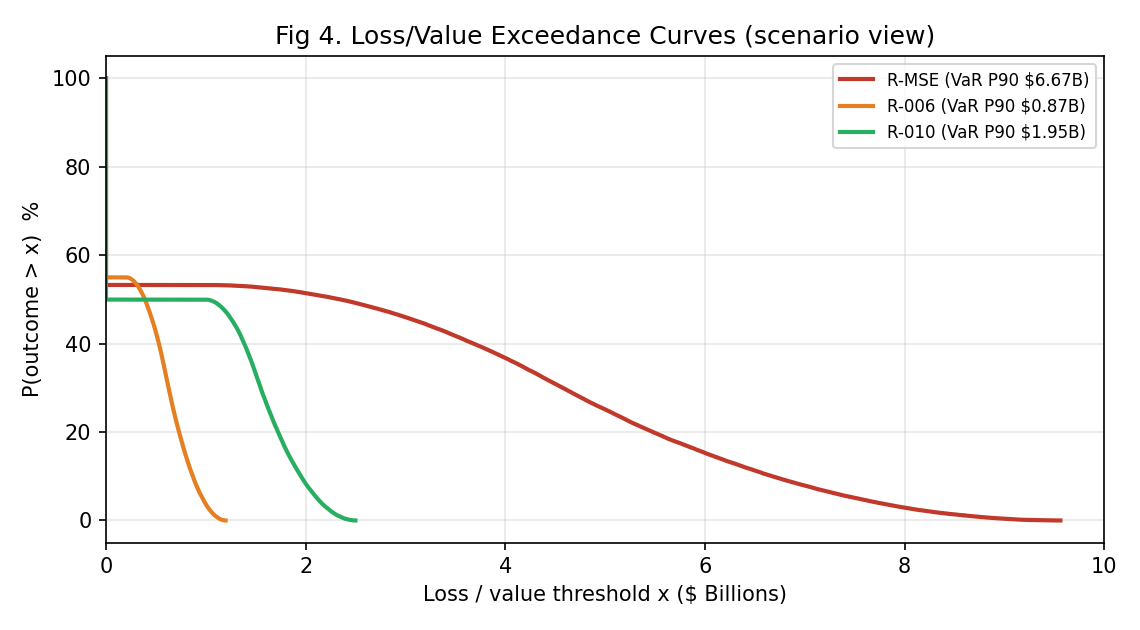 Fig 4. Loss/Value Exceedance Curves (scenario view)
R-MSE (VaR P90 $6.67B)
R-006 (VaR P90 $0.87B)
R-010 (VaR P90 $1.95B)
P(outcome > x)  %
100
80
60
40
20
0
0 2 4 6 8 10
Loss / value threshold x ($ Billions)